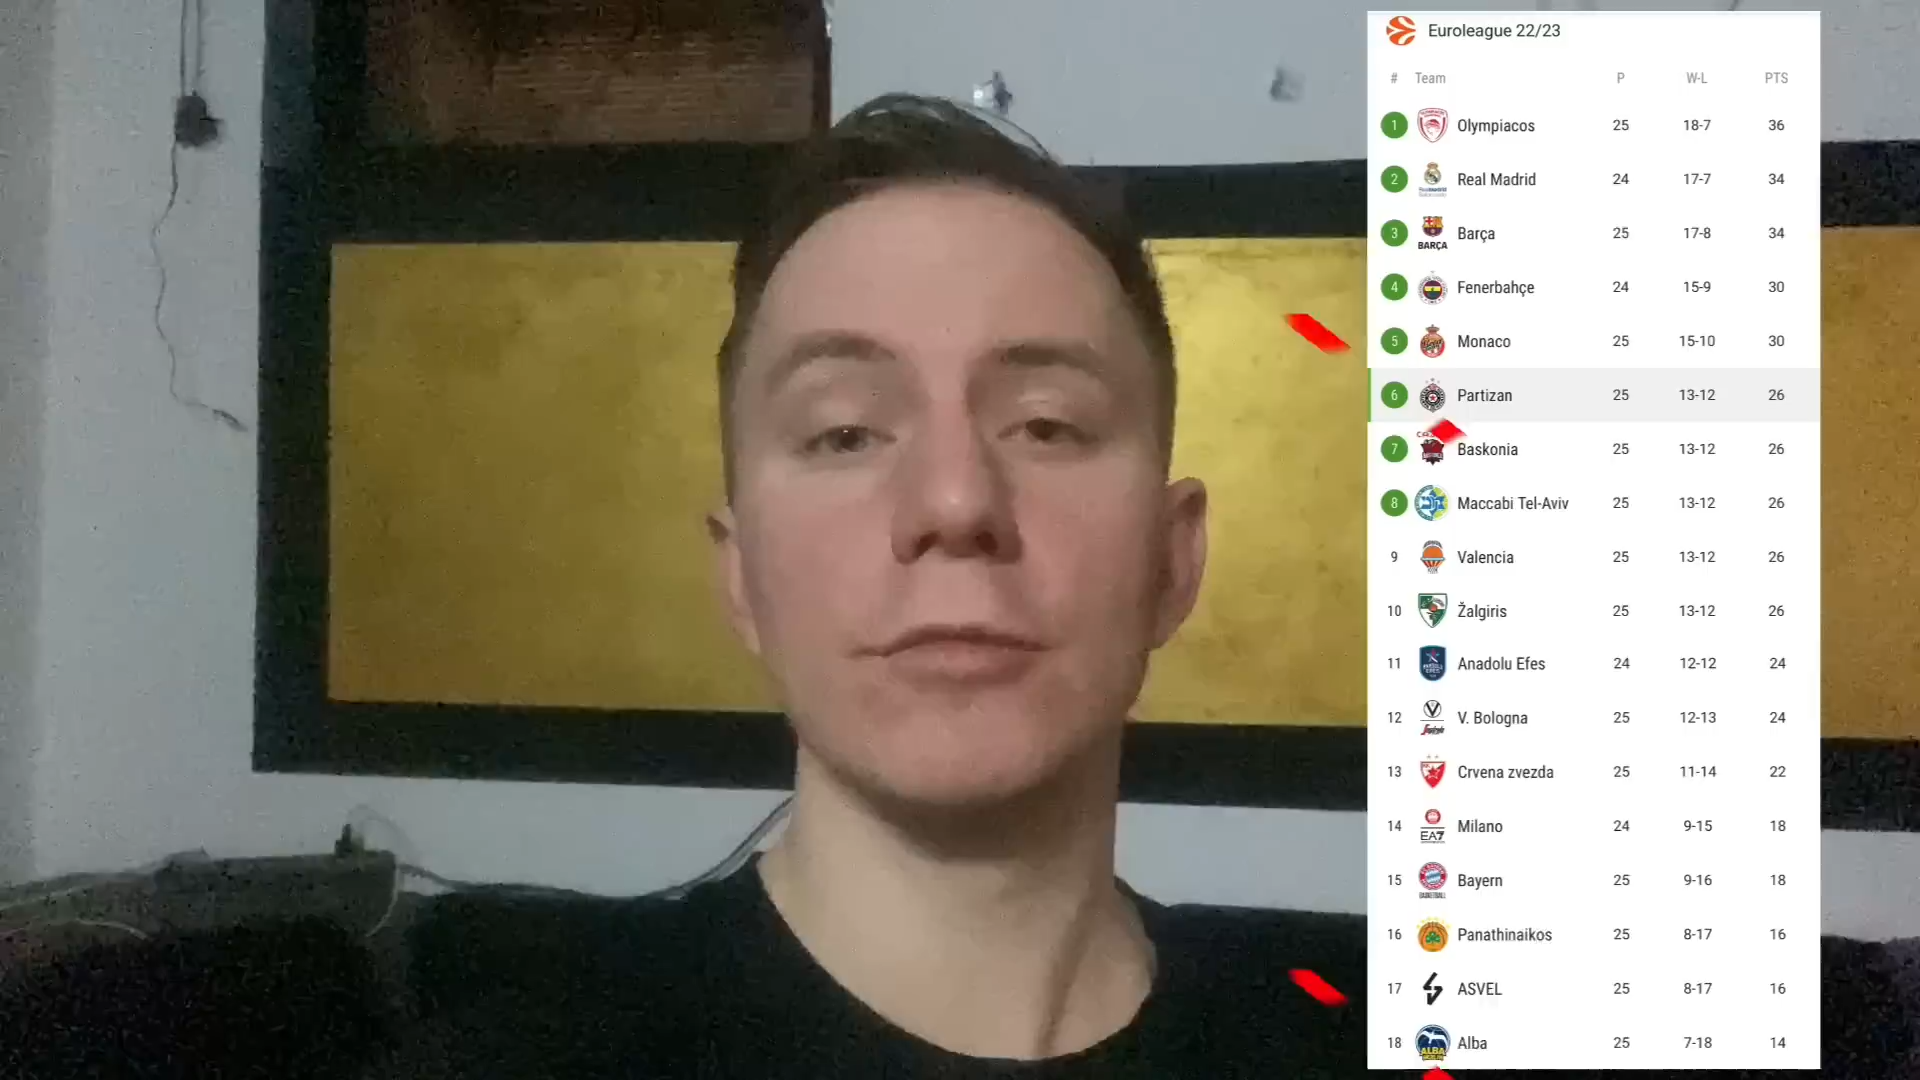 Euroleague 22/23
# Team P W-L PTS
1 Olympiacos 25 18-7 36
2 Real Madrid 24 17-7 34
3 BARÇA Barça 25 17-8 34
4 Fenerbahçe 24 15-9 30
5 Monaco 25 15-10 30
6 Partizan 25 13-12 26
7 Baskonia 25 13-12 26
8 Maccabi Tel-Aviv 25 13-12 26
9 Valencia 25 13-12 26
10 Žalgiris 25 13-12 26
11 Anadolu Efes 24 12-12 24
12 V. Bologna 25 12-13 24
13 Crvena zvezda 25 11-14 22
14 EA7 Milano 24 9-15 18
15 Bayern 25 9-16 18
16 Panathinaikos 25 8-17 16
17 ASVEL 25 8-17 16
18 ALBA Alba 25 7-18 14